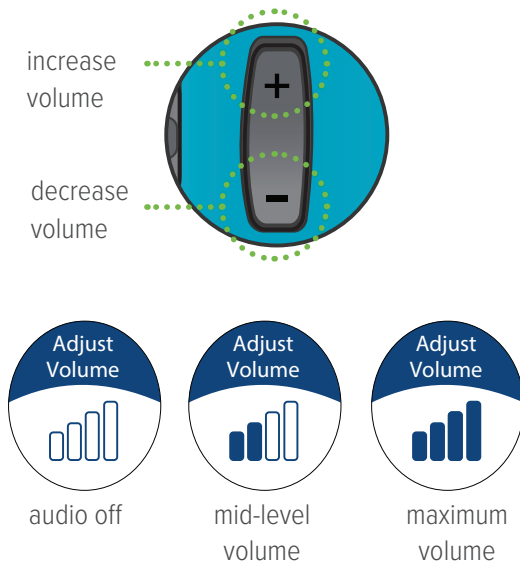 increase
volume
+
decrease
volume
−
Adjust
Volume
Adjust
Volume
Adjust
Volume
audio off
mid-level
volume
maximum
volume